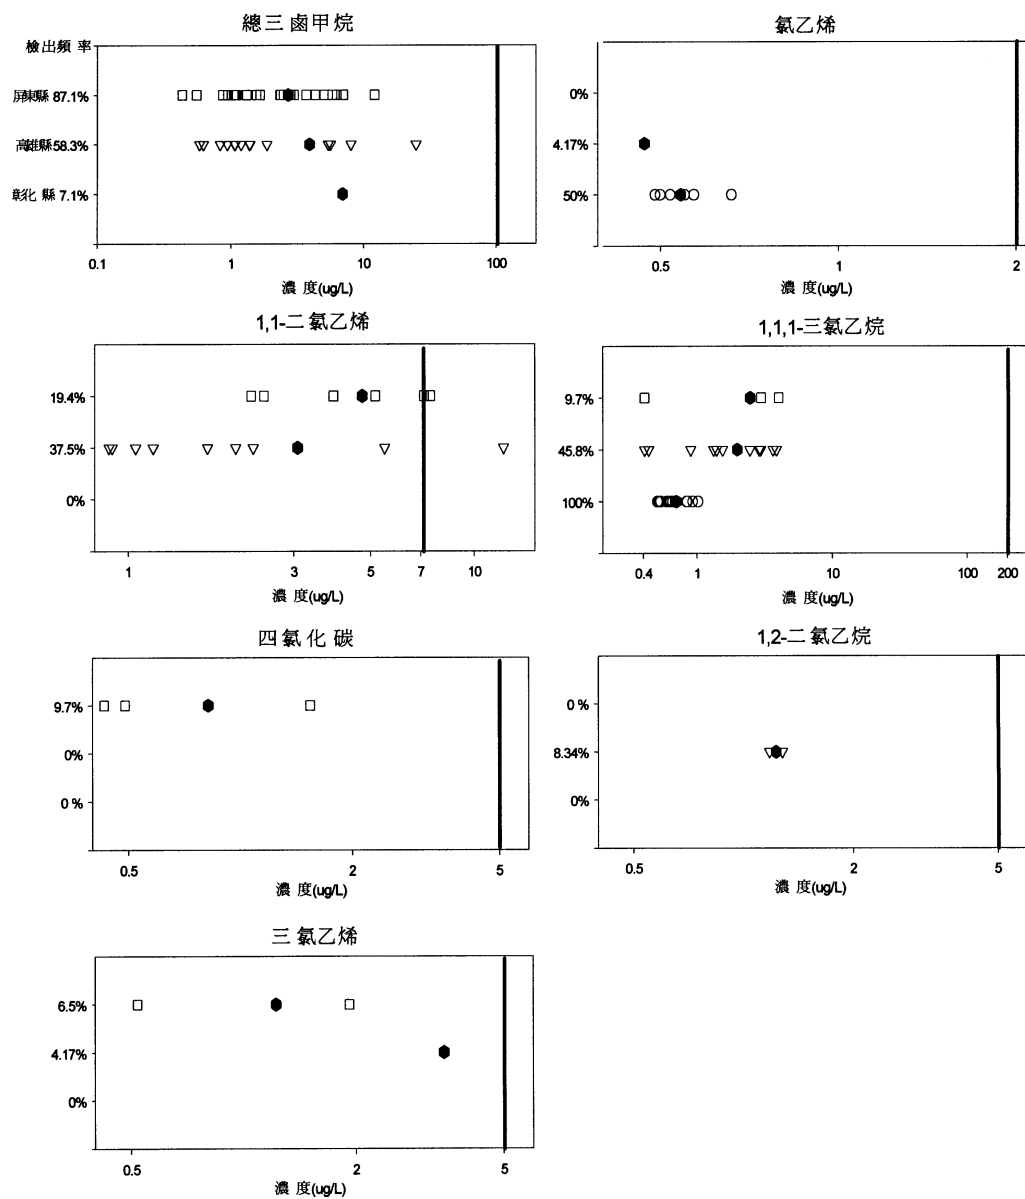 總三鹵甲烷
檢出頻率
屏東縣 87.1%
高雄縣 58.3%
彰化縣 7.1%
0.1 1 10 100
濃度(ug/L)
氯乙烯
0%
4.17%
50%
0.5 1 2
濃度(ug/L)
1,1-二氯乙烯
19.4%
37.5%
0%
1 3 5 7 10
濃度(ug/L)
1,1,1-三氯乙烷
9.7%
45.8%
100%
0.4 1 10 100 200
濃度(ug/L)
四氯化碳
9.7%
0%
0%
0.5 2 5
濃度(ug/L)
1,2-二氯乙烷
0%
8.34%
0%
0.5 2 5
濃度(ug/L)
三氯乙烯
6.5%
4.17%
0%
0.5 2 5
濃度(ug/L)